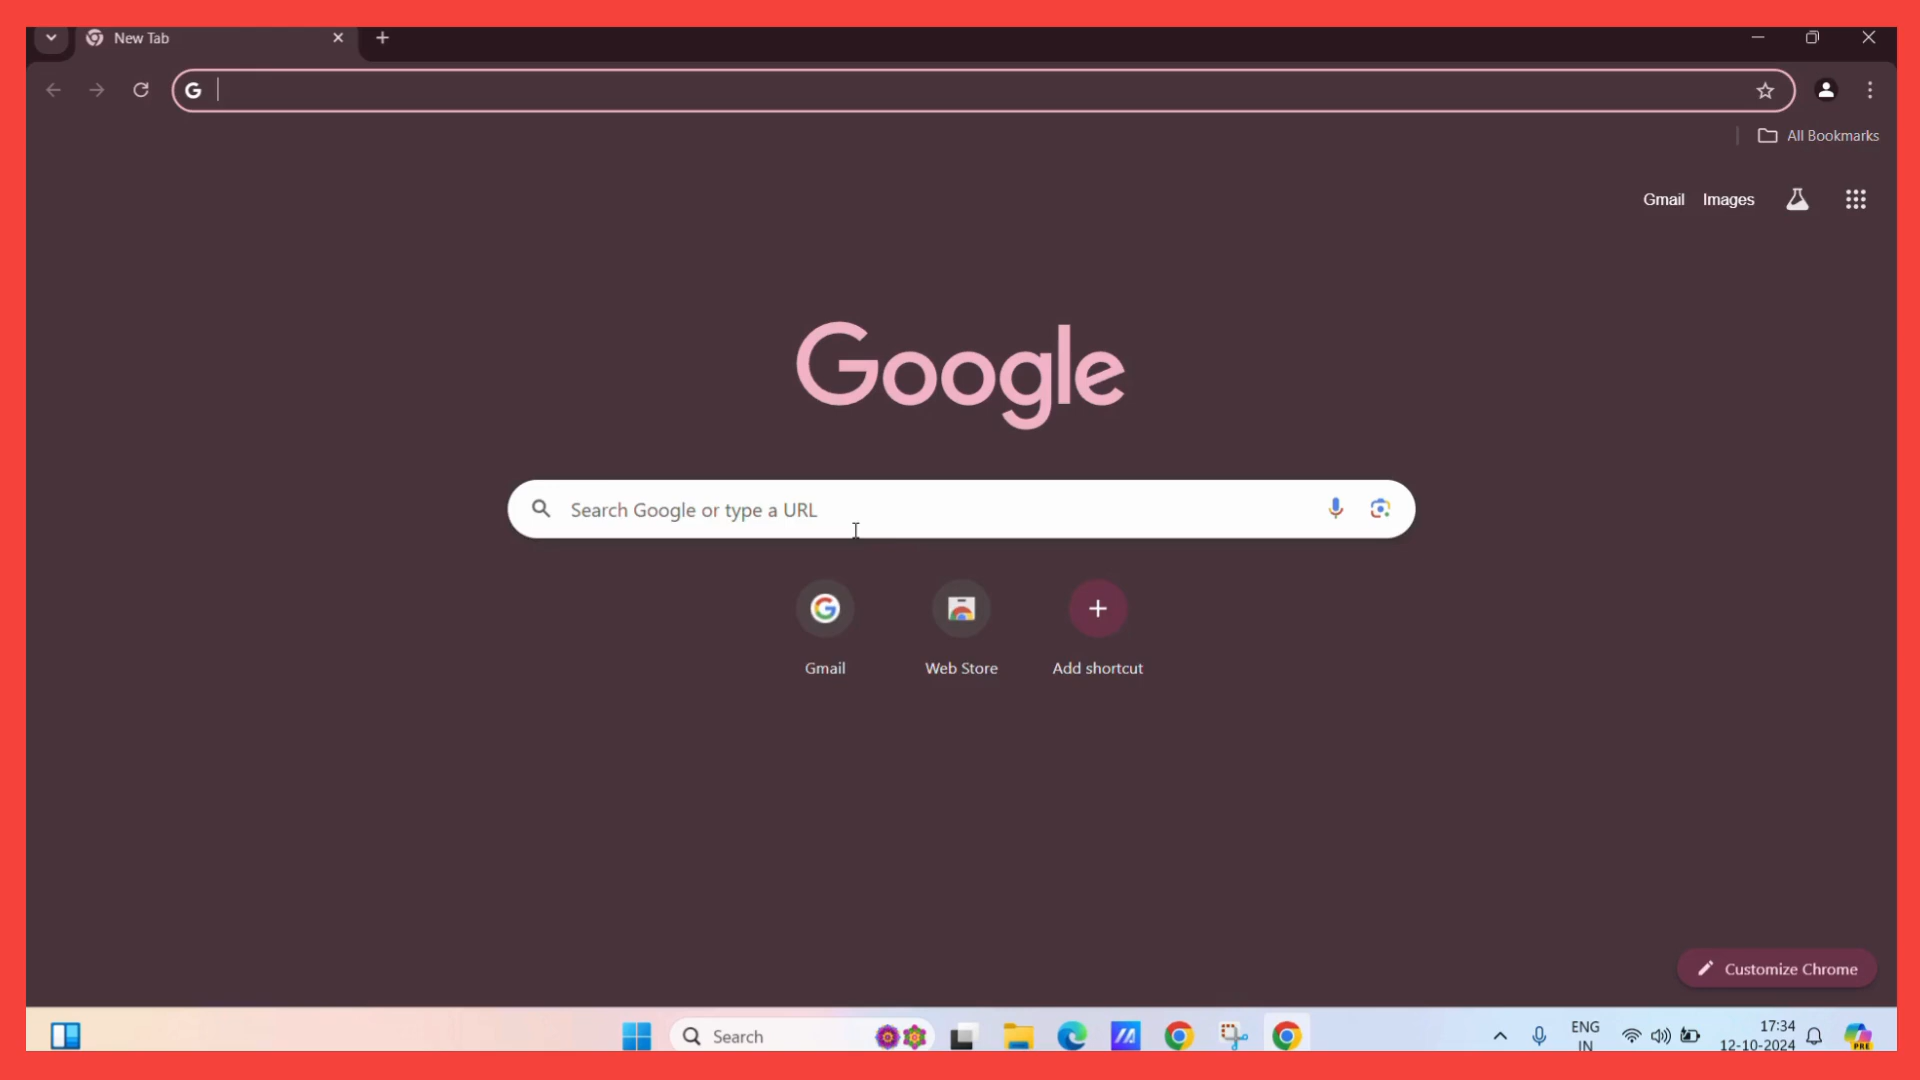 New Tab
All Bookmarks
Gmail Images
Google
Search Google or type a URL
Gmail Web Store Add shortcut
Customize Chrome
Search
ENG
IN
17:34
12-10-2024
PRE